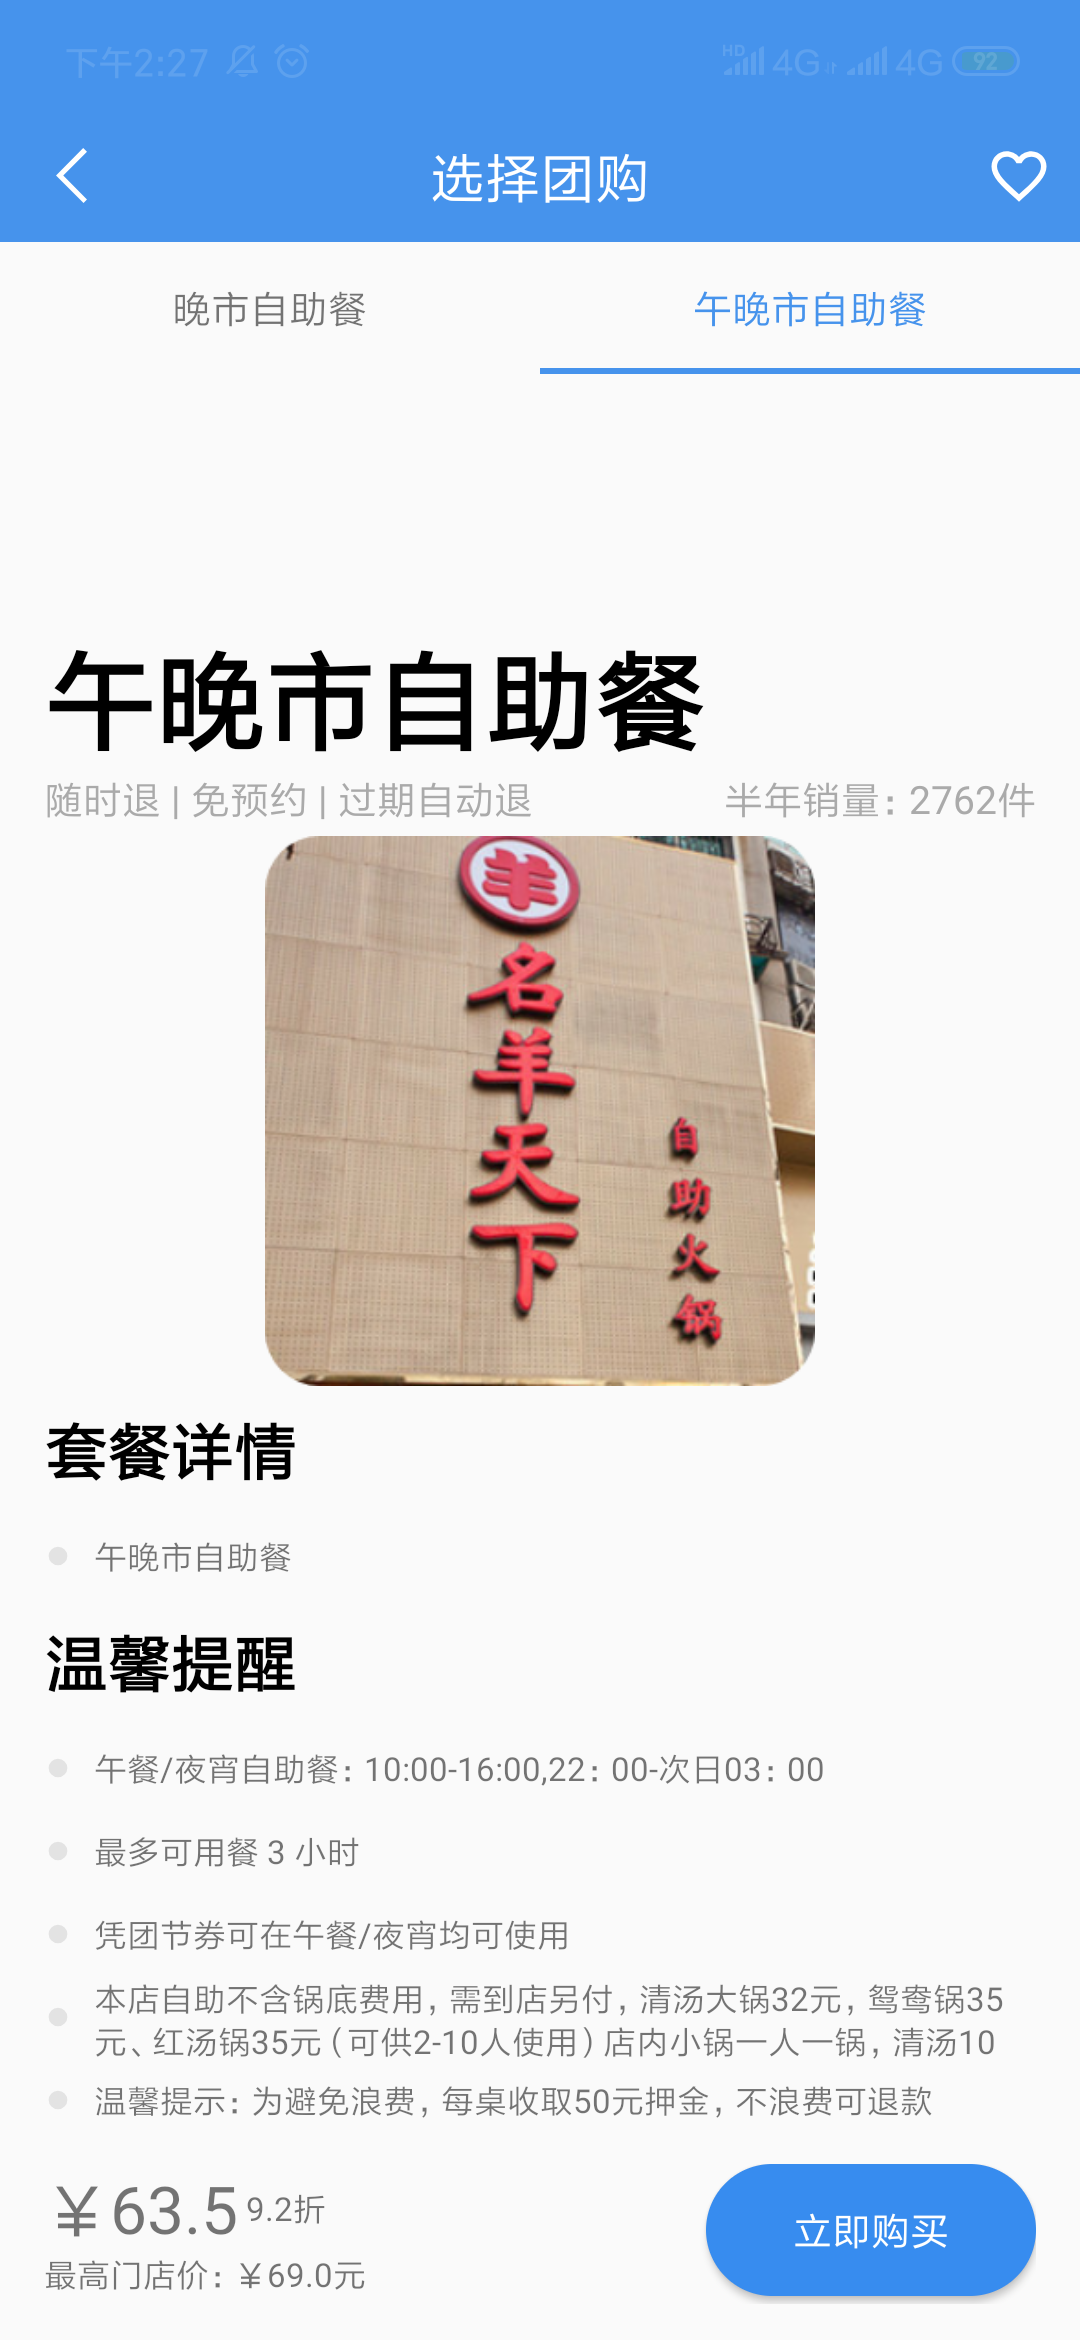 下午2:27
HD 4G 4G 92
选择团购
晚市自助餐
午晚市自助餐
午晚市自助餐
随时退 | 免预约 | 过期自动退
半年销量：2762件
羊
名羊天下
自助火锅
套餐详情
午晚市自助餐
温馨提醒
午餐/夜宵自助餐：10:00-16:00,22：00-次日03：00
最多可用餐 3 小时
凭团节券可在午餐/夜宵均可使用
本店自助不含锅底费用，需到店另付，清汤大锅32元，鸳鸯锅35
元、红汤锅35元（可供2-10人使用）店内小锅一人一锅，清汤10
温馨提示：为避免浪费，每桌收取50元押金，不浪费可退款
￥63.5 9.2折
最高门店价：￥69.0元
立即购买